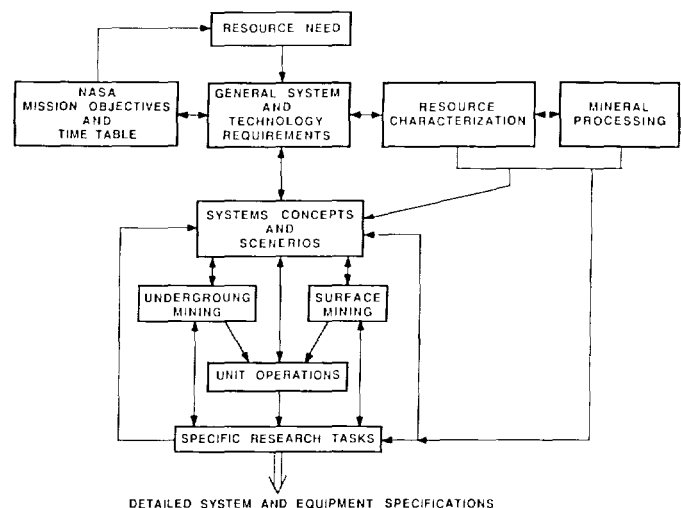 RESOURCE NEED
NASA
MISSION OBJECTIVES
AND
TIME TABLE
GENERAL SYSTEM
AND
TECHNOLOGY
REQUIREMENTS
RESOURCE
CHARACTERIZATION
MINERAL
PROCESSING
SYSTEMS CONCEPTS
AND
SCENERIOS
UNDERGROUNG
MINING
SURFACE
MINING
UNIT OPERATIONS
SPECIFIC RESEARCH TASKS
DETAILED SYSTEM AND EQUIPMENT SPECIFICATIONS